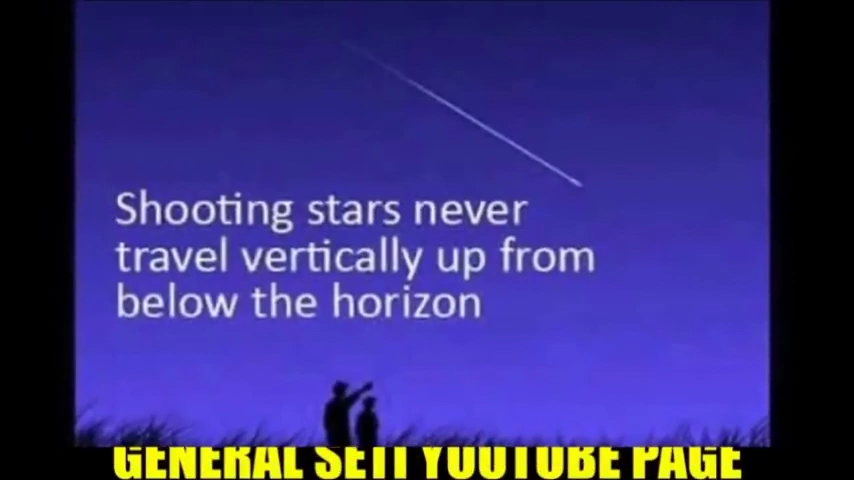 Shooting stars never
travel vertically up from
below the horizon
GENERAL SETI YOUTUBE PAGE